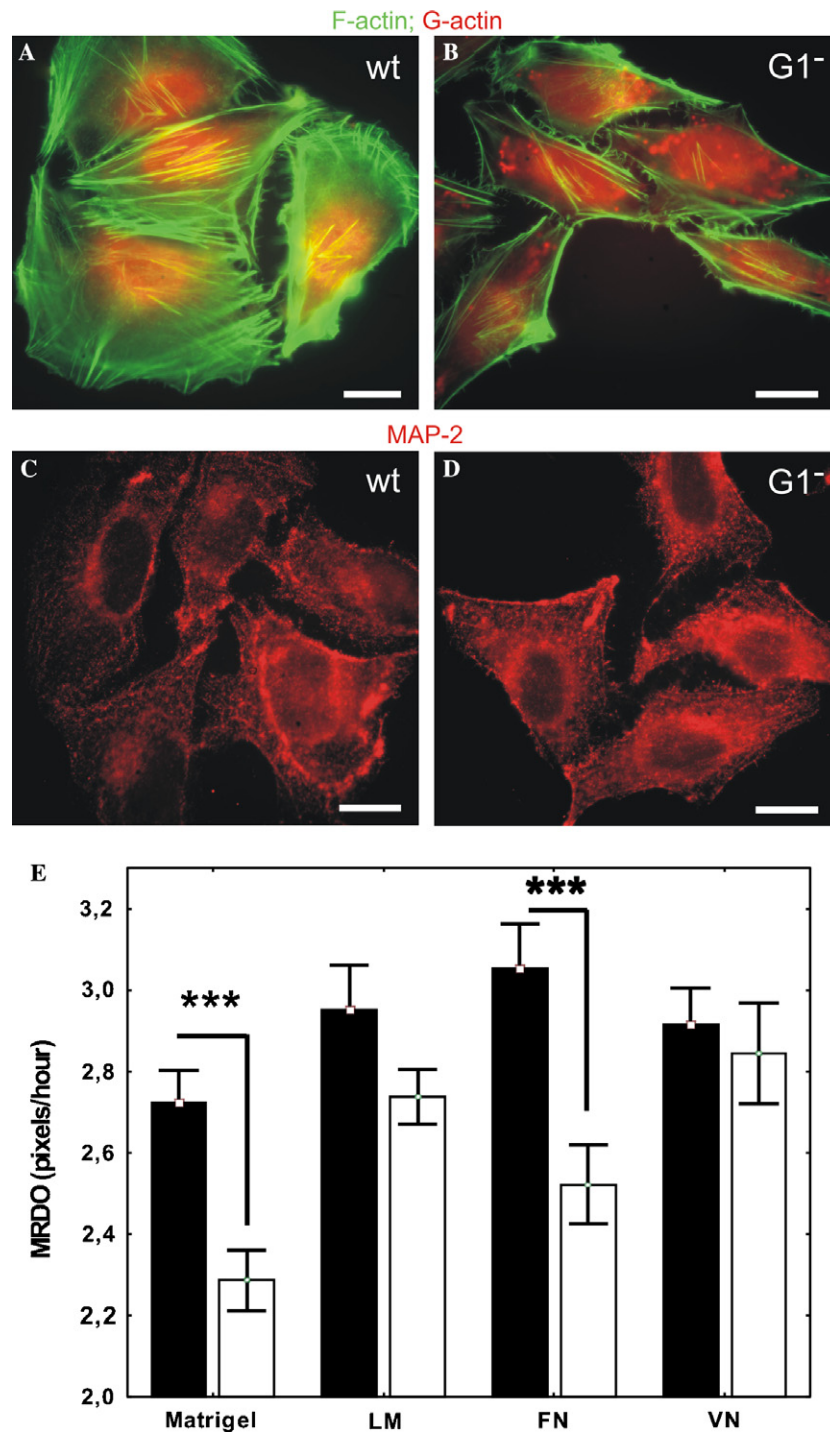 F-actin; G-actin
A
wt
B
G1⁻
MAP-2
C
wt
D
G1⁻
E
***
***
MRDO (pixels/hour)
3,2
3,0
2,8
2,6
2,4
2,2
2,0
Matrigel
LM
FN
VN